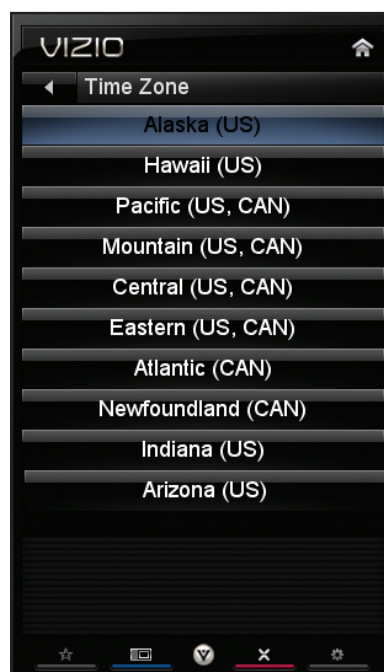 VIZIO
Time Zone
Alaska (US)
Hawaii (US)
Pacific (US, CAN)
Mountain (US, CAN)
Central (US, CAN)
Eastern (US, CAN)
Atlantic (CAN)
Newfoundland (CAN)
Indiana (US)
Arizona (US)
V